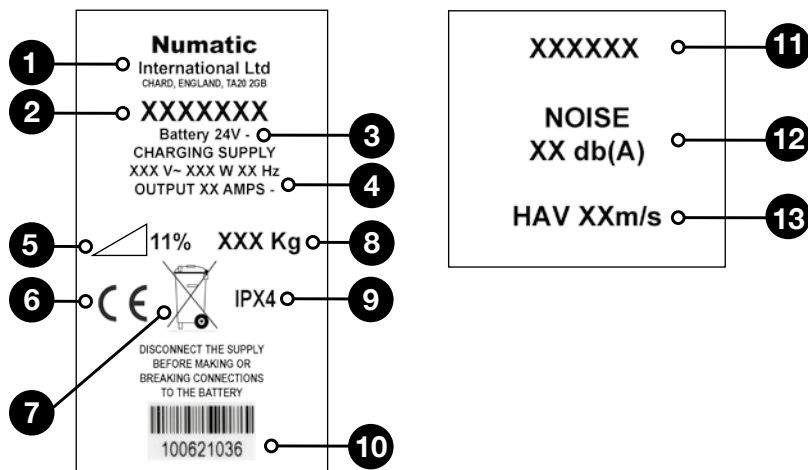 1
Numatic
International Ltd
CHARD, ENGLAND, TA20 2GB
2
XXXXXXX
Battery 24V -
3
CHARGING SUPPLY
XXX V~ XXX W XX Hz
OUTPUT XX AMPS -
4
5
11%
XXX Kg
8
6
CE
IPX4
9
7
DISCONNECT THE SUPPLY
BEFORE MAKING OR
BREAKING CONNECTIONS
TO THE BATTERY
100621036
10
XXXXXX
11
NOISE
XX db(A)
12
HAV XXm/s
13